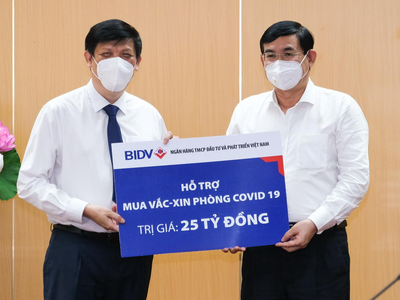 BIDV NGÂN HÀNG TMCP ĐẦU TƯ VÀ PHÁT TRIỂN VIỆT NAM
HỖ TRỢ
MUA VẮC-XIN PHÒNG COVID 19
TRỊ GIÁ: 25 TỶ ĐỒNG